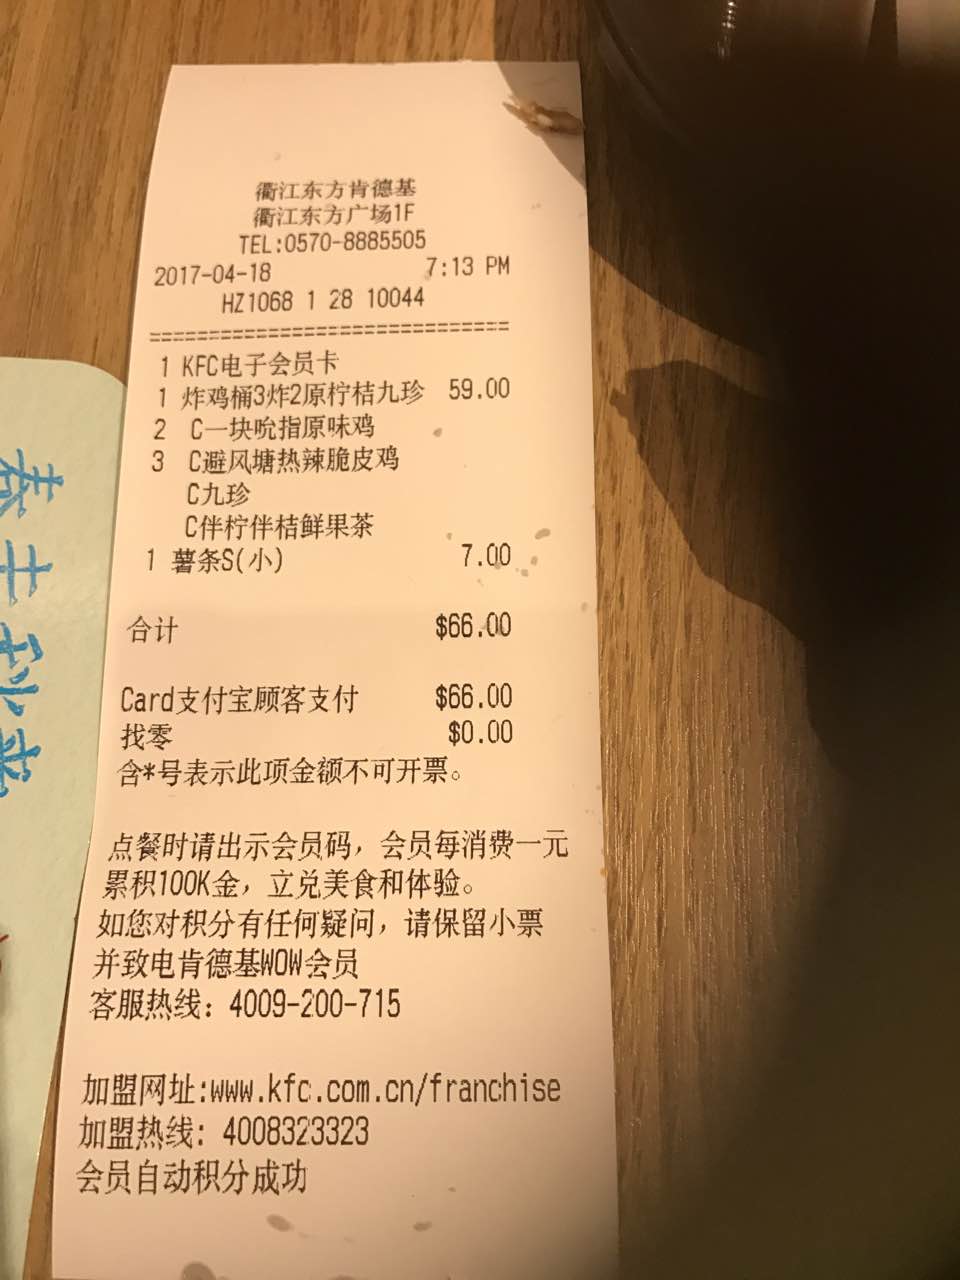 衢江东方肯德基
衢江东方广场1F
TEL:0570-8885505
2017-04-18 7:13 PM
HZ1068 1 28 10044
==============================
1 KFC电子会员卡
1 炸鸡桶3炸2原柠桔九珍 59.00
2 C一块吮指原味鸡
3 C避风塘热辣脆皮鸡
C九珍
C伴柠伴桔鲜果茶
1 薯条S(小) 7.00
合计 $66.00
Card支付宝顾客支付 $66.00
找零 $0.00
含*号表示此项金额不可开票。
点餐时请出示会员码，会员每消费一元
累积100K金，立兑美食和体验。
如您对积分有任何疑问，请保留小票
并致电肯德基WOW会员
客服热线：4009-200-715
加盟网址:www.kfc.com.cn/franchise
加盟热线: 4008323323
会员自动积分成功